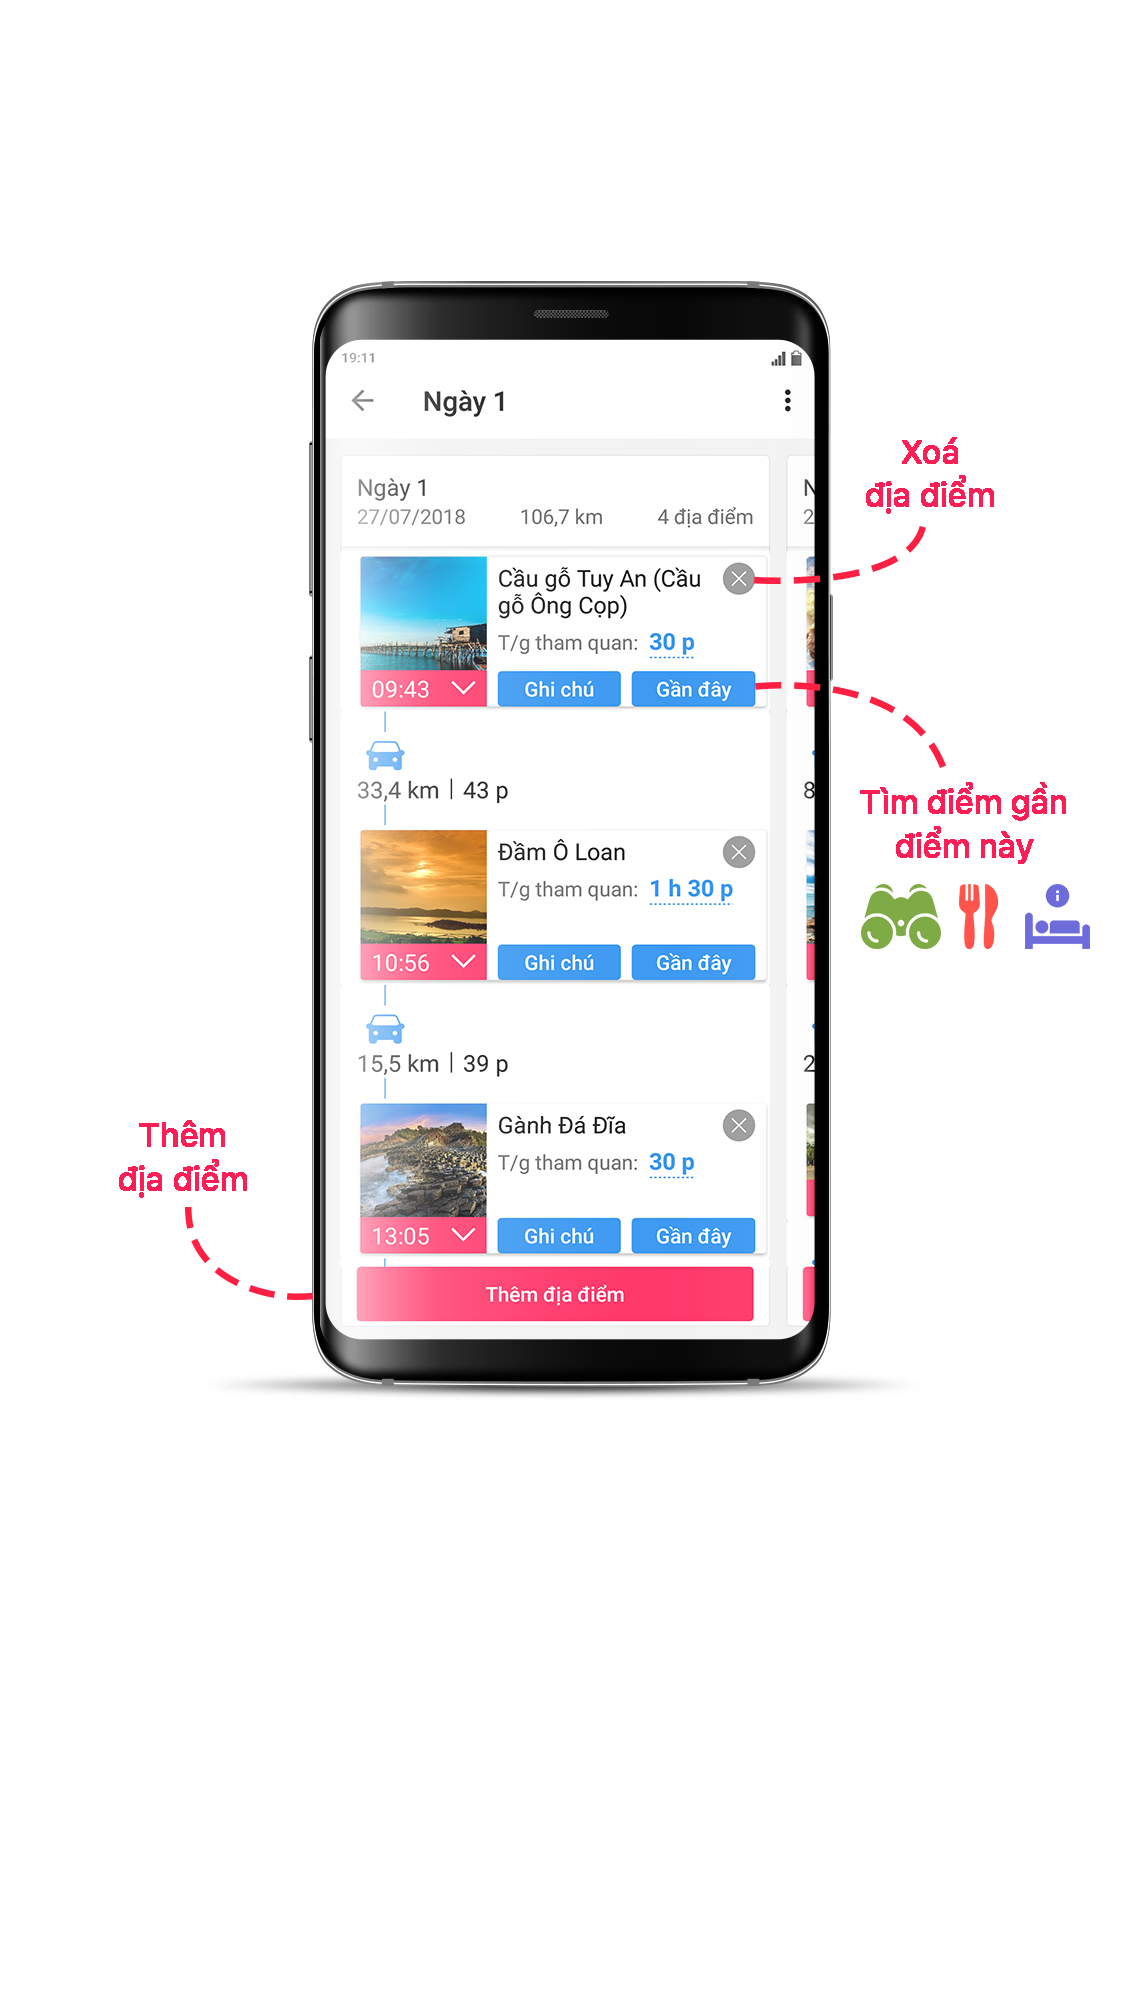 19:11
Ngày 1
Xoá
địa điểm
Ngày 1
27/07/2018 106,7 km 4 địa điểm
Cầu gỗ Tuy An (Cầu
gỗ Ông Cọp)
T/g tham quan: 30 p
09:43 Ghi chú Gần đây
33,4 km | 43 p
Tìm điểm gần
điểm này
Đầm Ô Loan
T/g tham quan: 1 h 30 p
10:56 Ghi chú Gần đây
15,5 km | 39 p
Gành Đá Đĩa
T/g tham quan: 30 p
13:05 Ghi chú Gần đây
Thêm
địa điểm
Thêm địa điểm